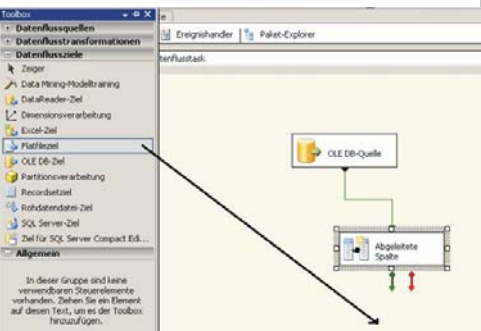 Toolbox
Datenflussquellen
Datenflusstransformationen
Datenflussziele
Zeiger
Data Mining-Modelltraining
DataReader-Ziel
Dimensionsverarbeitung
Excel-Ziel
Flatfileziel
OLE DB-Ziel
Partitionsverarbeitung
Recordsetziel
Rohdatendatei-Ziel
SQL Server-Ziel
Ziel für SQL Server Compact Edi...
Allgemein
In dieser Gruppe sind keine
verwendbaren Steuerelemente
vorhanden. Ziehen Sie ein Element
auf diesen Text, um es der Toolbox
hinzuzufügen.
Ereignishandler
Paket-Explorer
tenflusstask
OLE DB-Quelle
Abgeleitete
Spalte